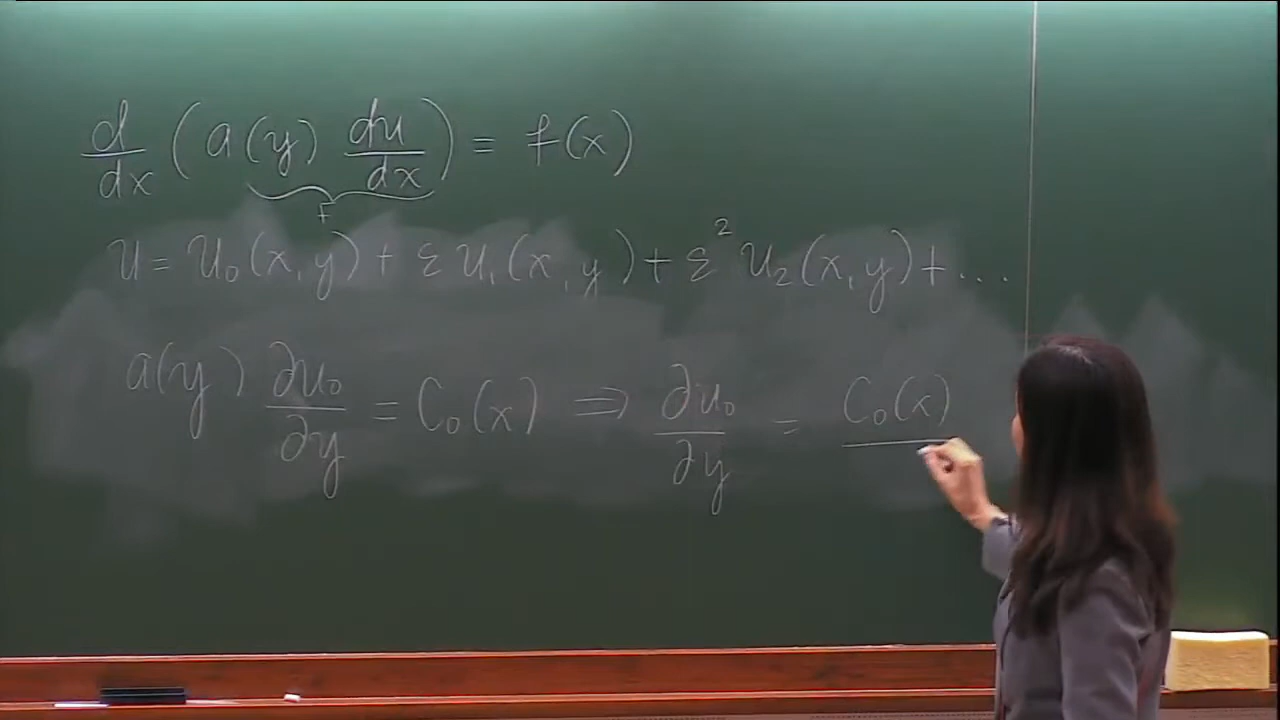 d/dx ( a(y) du/dx ) = f(x)
F
u = u₀(x,y) + ε u₁(x,y) + ε² u₂(x,y) + ...
a(y) ∂u₀/∂y = C₀(x) ⇒ ∂u₀/∂y = C₀(x)